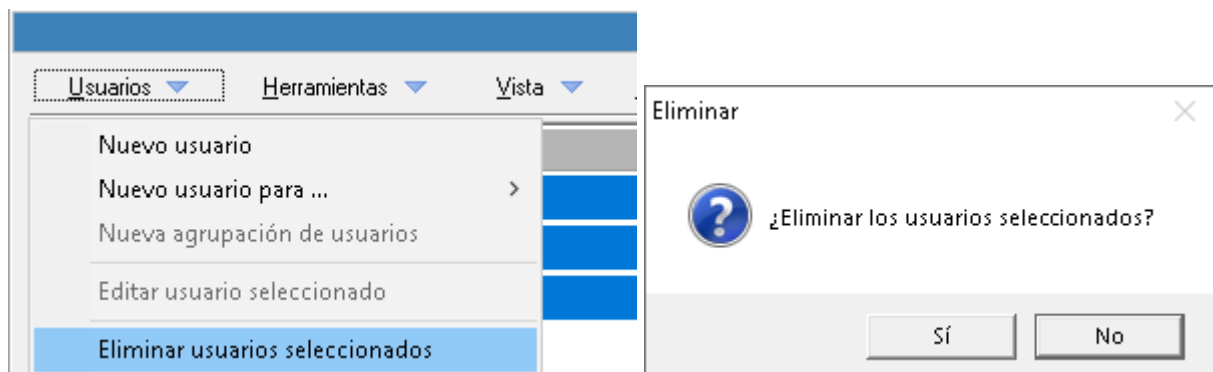 Usuarios Herramientas Vista
Nuevo usuario
Nuevo usuario para ...
Nueva agrupación de usuarios
Editar usuario seleccionado
Eliminar usuarios seleccionados
Eliminar
¿Eliminar los usuarios seleccionados?
Sí No